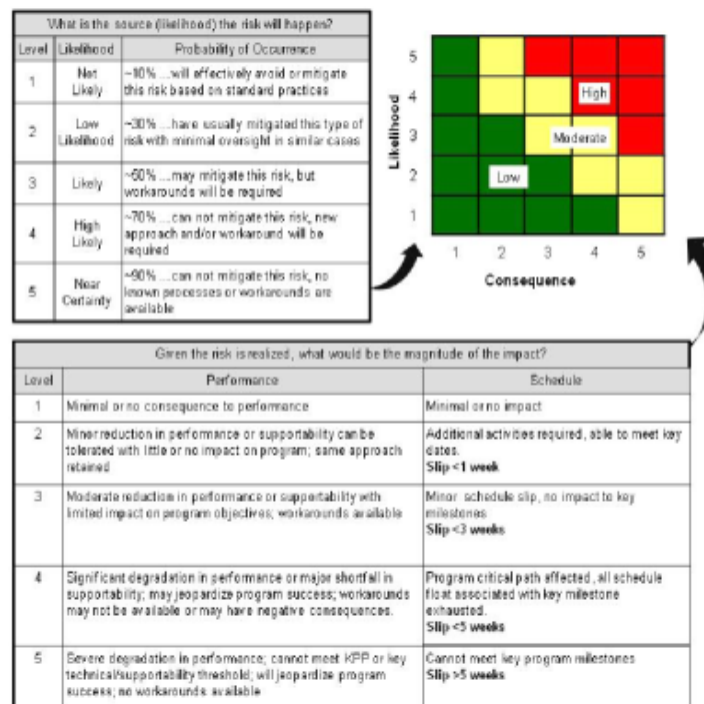 What is the source (likelihood) the risk will happen?
Level Likelihood Probability of Occurrence
1
Not
Likely
~10% ...will effectively avoid or mitigate
this risk based on standard practices
2
Low
Likelihood
~30% ...have usually mitigated this type of
risk with minimal oversight in similar cases
3
Likely
~50% ...may mitigate this risk, but
workarounds will be required
4
High
Likely
~70% ...can not mitigate this risk, new
approach and/or workaround will be
required
5
Near
Certainty
~90% ...can not mitigate this risk, no
known processes or workarounds are
available
Likelihood
5
4
3
2
1
High
Moderate
Low
1 2 3 4 5
Consequence
Given the risk is realized, what would be the magnitude of the impact?
Level Performance Schedule
1
Minimal or no consequence to performance
Minimal or no impact
2
Minor reduction in performance or supportability can be
tolerated with little or no impact on program; same approach
retained
Additional activities required, able to meet key
dates.
Slip <1 week
3
Moderate reduction in performance or supportability with
limited impact on program objectives; workarounds available
Minor schedule slip, no impact to key
milestones
Slip <3 weeks
4
Significant degradation in performance or major shortfall in
supportability; may jeopardize program success; workarounds
may not be available or may have negative consequences.
Program critical path affected, all schedule
float associated with key milestone
exhausted.
Slip <5 weeks
5
Severe degradation in performance; cannot meet KPP or key
technical/supportability threshold; will jeopardize program
success; no workarounds available
Cannot meet key program milestones
Slip >5 weeks